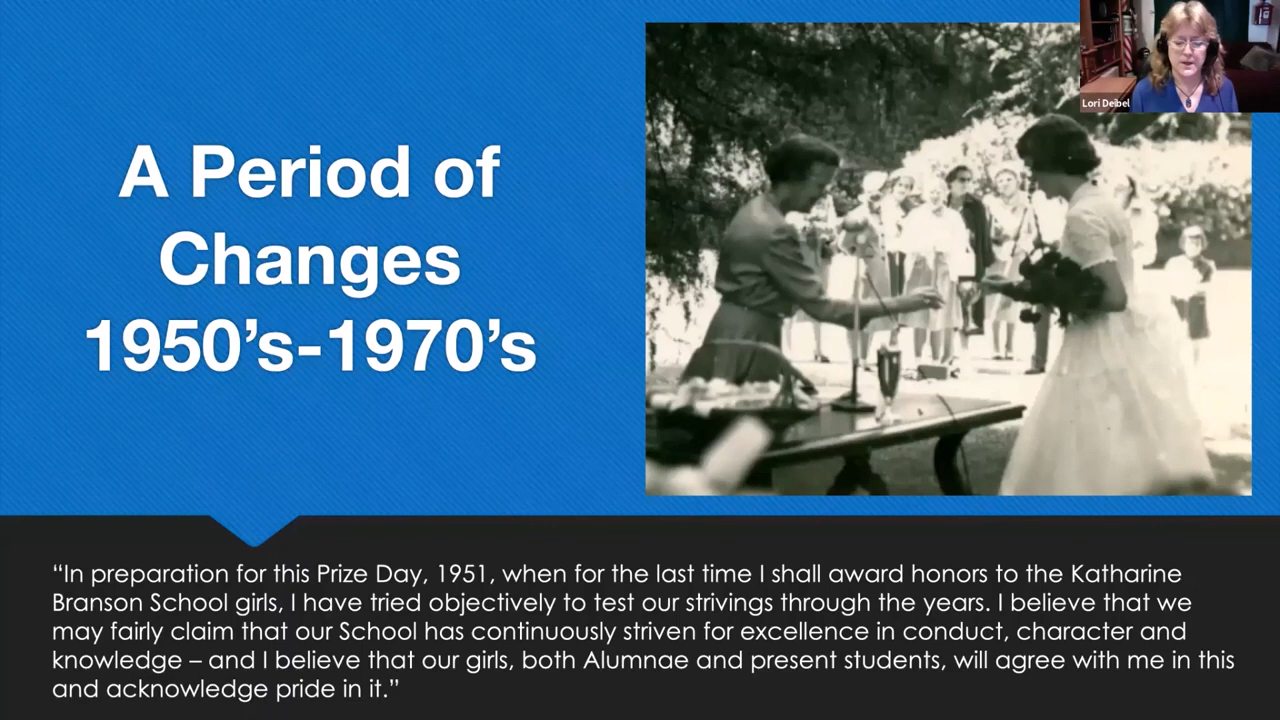 Lori Deibel
A Period of
Changes
1950’s-1970’s
“In preparation for this Prize Day, 1951, when for the last time I shall award honors to the Katharine
Branson School girls, I have tried objectively to test our strivings through the years. I believe that we
may fairly claim that our School has continuously striven for excellence in conduct, character and
knowledge – and I believe that our girls, both Alumnae and present students, will agree with me in this
and acknowledge pride in it.”